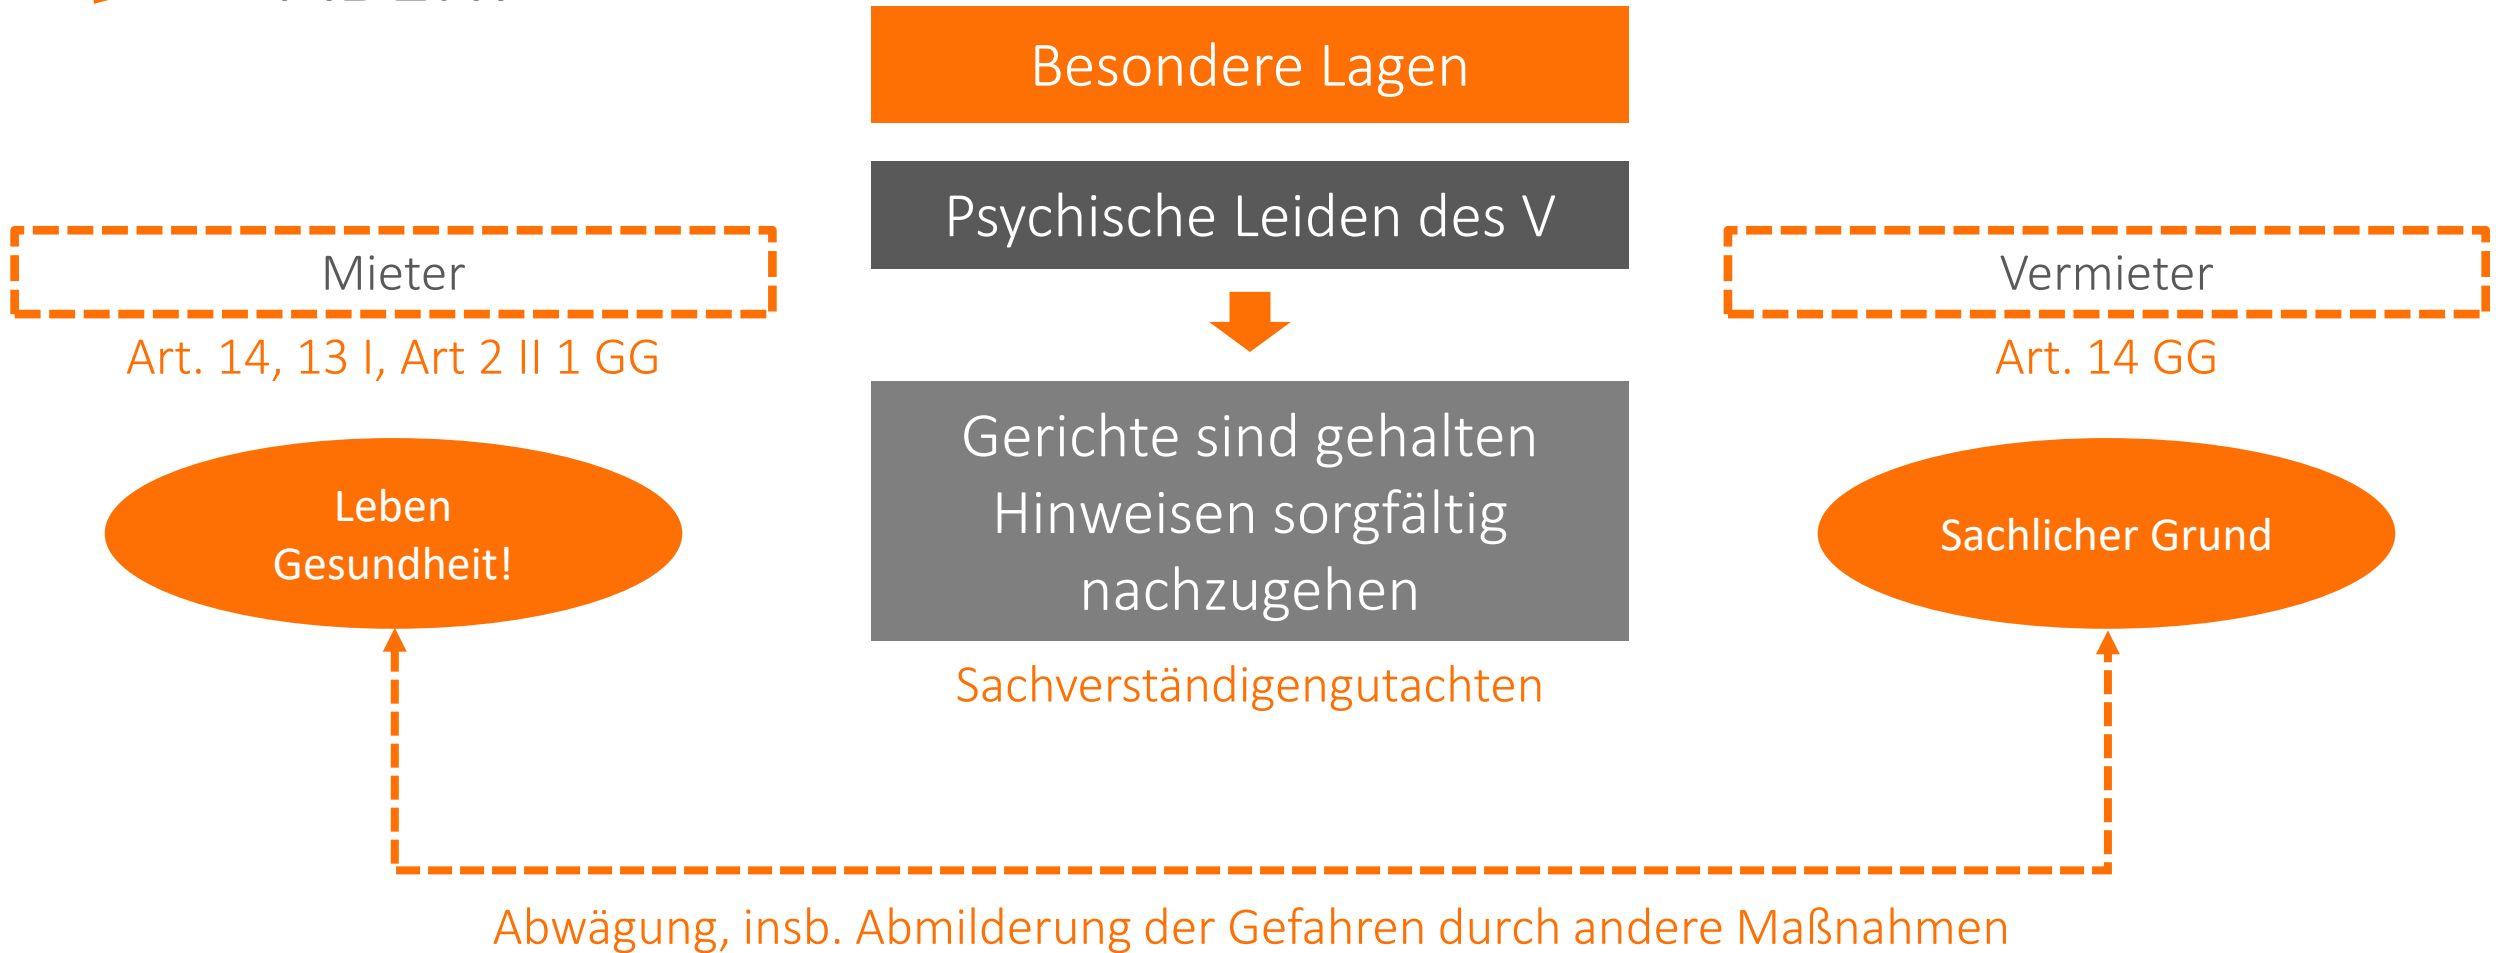 Besondere Lagen
Psychische Leiden des V
Mieter
Vermieter
Art. 14, 13 I, Art 2 II 1 GG
Art. 14 GG
Gerichte sind gehalten
Hinweisen sorgfältig
nachzugehen
Leben
Gesundheit!
Sachlicher Grund
Sachverständigengutachten
Abwägung, insb. Abmilderung der Gefahren durch andere Maßnahmen